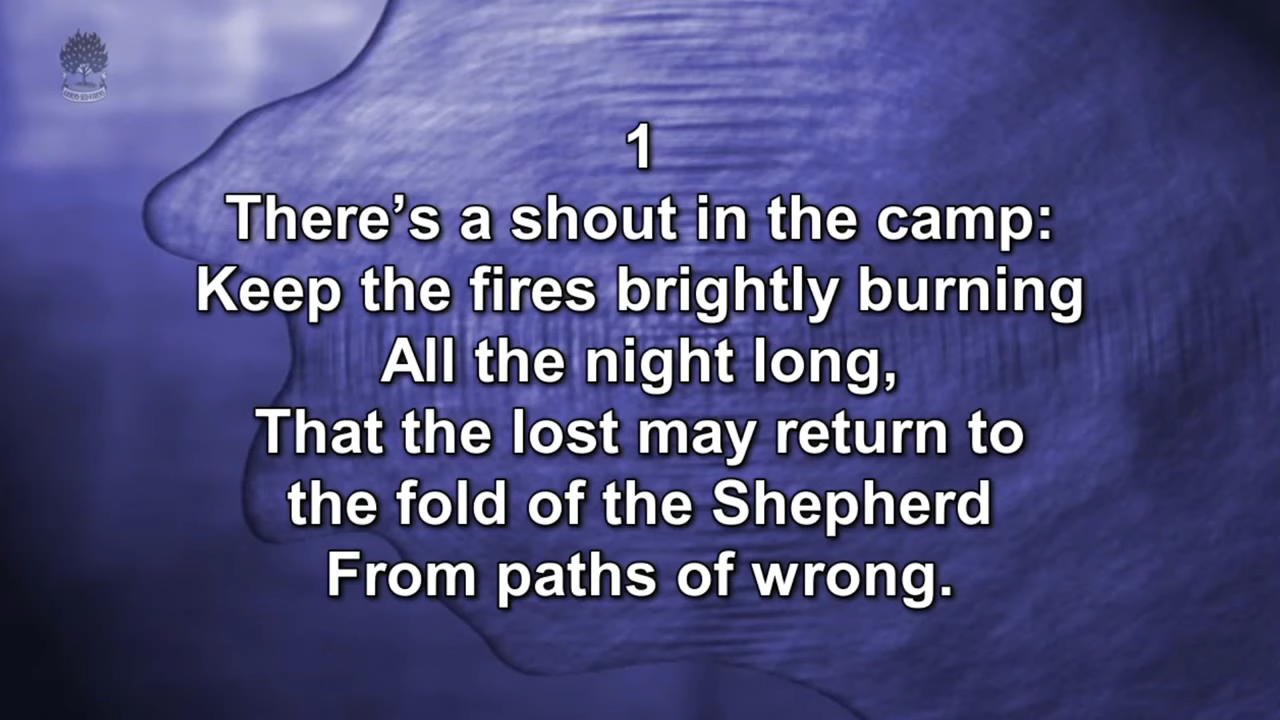 1
There’s a shout in the camp:
Keep the fires brightly burning
All the night long,
That the lost may return to
the fold of the Shepherd
From paths of wrong.